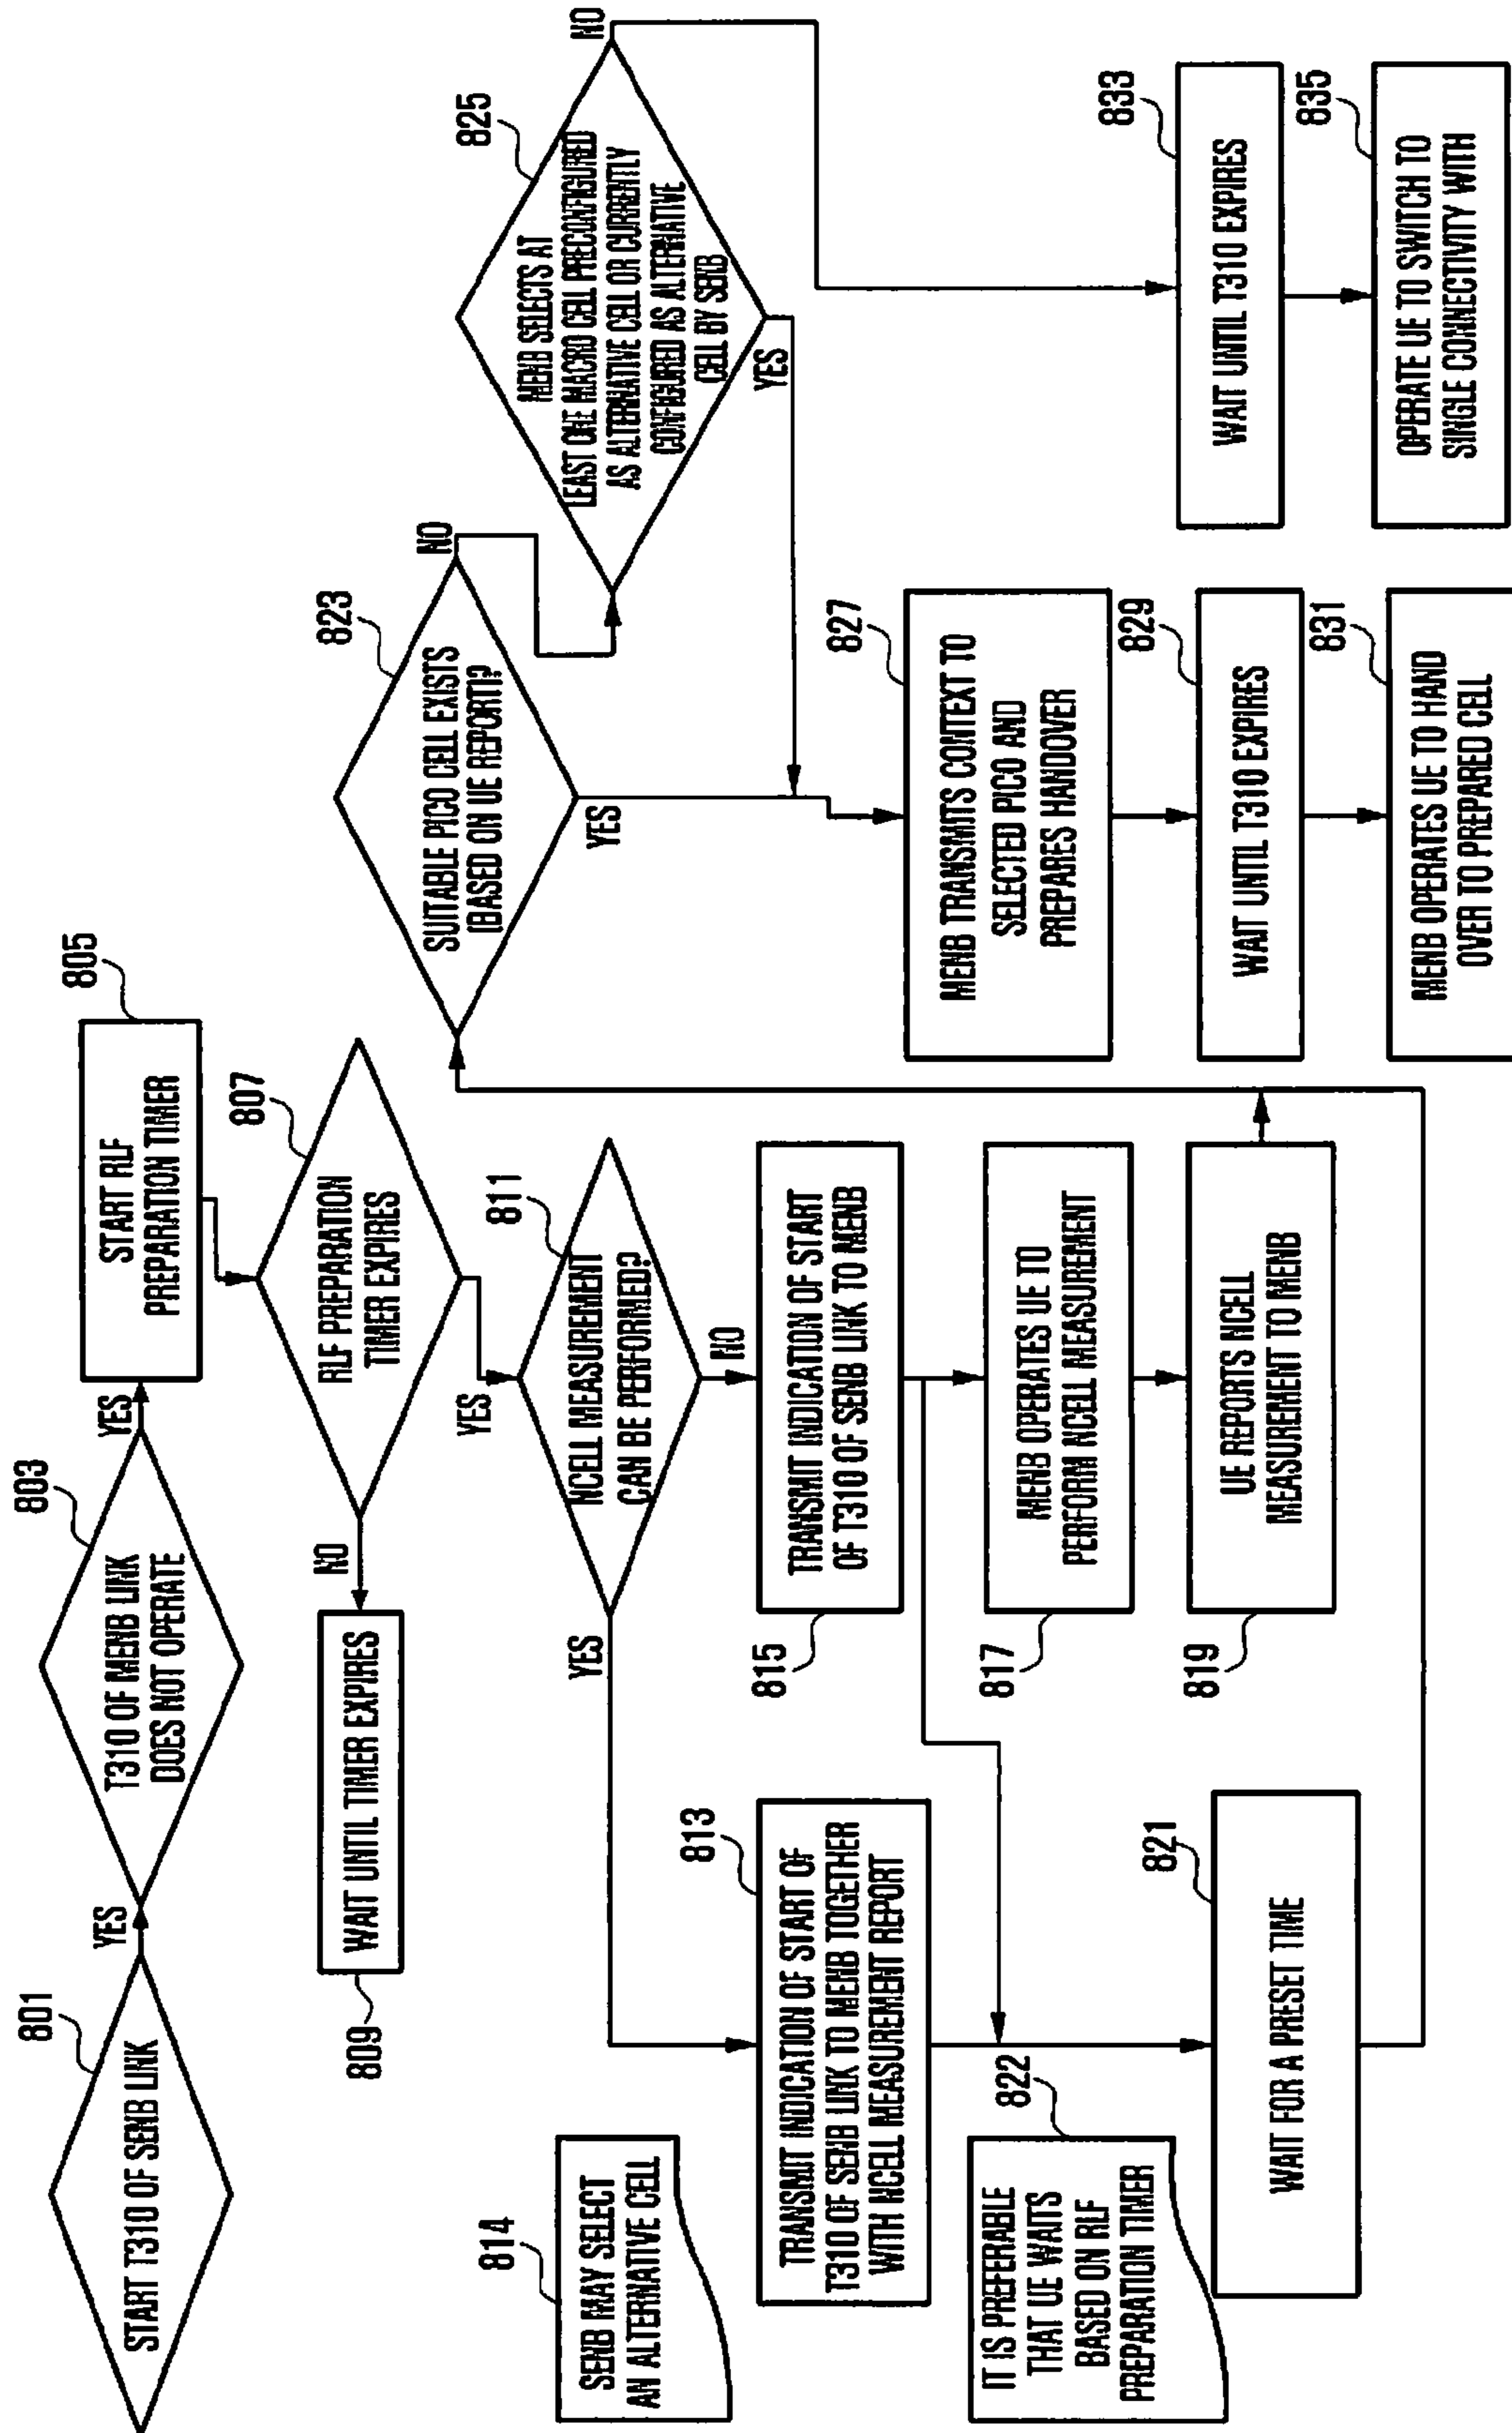 801
START T310 OF SENB LINK
YES
803
T310 OF MENB LINK
DOES NOT OPERATE
YES
805
START RLF
PREPARATION TIMER
807
RLF PREPARATION
TIMER EXPIRES
NO
809
WAIT UNTIL TIMER EXPIRES
YES
811
NCELL MEASUREMENT
CAN BE PERFORMED?
YES
NO
814
SENB MAY SELECT
AN ALTERNATIVE CELL
813
TRANSMIT INDICATION OF START OF
T310 OF SENB LINK TO MENB TOGETHER
WITH NCELL MEASUREMENT REPORT
815
TRANSMIT INDICATION OF START
OF T310 OF SENB LINK TO MENB
817
MENB OPERATES UE TO
PERFORM NCELL MEASUREMENT
819
UE REPORTS NCELL
MEASUREMENT TO MENB
822
IT IS PREFERABLE
THAT UE WAITS
BASED ON RLF
PREPARATION TIMER
821
WAIT FOR A PRESET TIME
823
SUITABLE PICO CELL EXISTS
(BASED ON UE REPORT)?
NO
YES
825
MENB SELECTS AT
LEAST ONE MACRO CELL PRECONFIGURED
AS ALTERNATIVE CELL OR CURRENTLY
CONFIGURED AS ALTERNATIVE
CELL BY SENB
NO
YES
827
MENB TRANSMITS CONTEXT TO
SELECTED PICO AND
PREPARES HANDOVER
829
WAIT UNTIL T310 EXPIRES
831
MENB OPERATES UE TO HAND
OVER TO PREPARED CELL
833
WAIT UNTIL T310 EXPIRES
835
OPERATE UE TO SWITCH TO
SINGLE CONNECTIVITY WITH